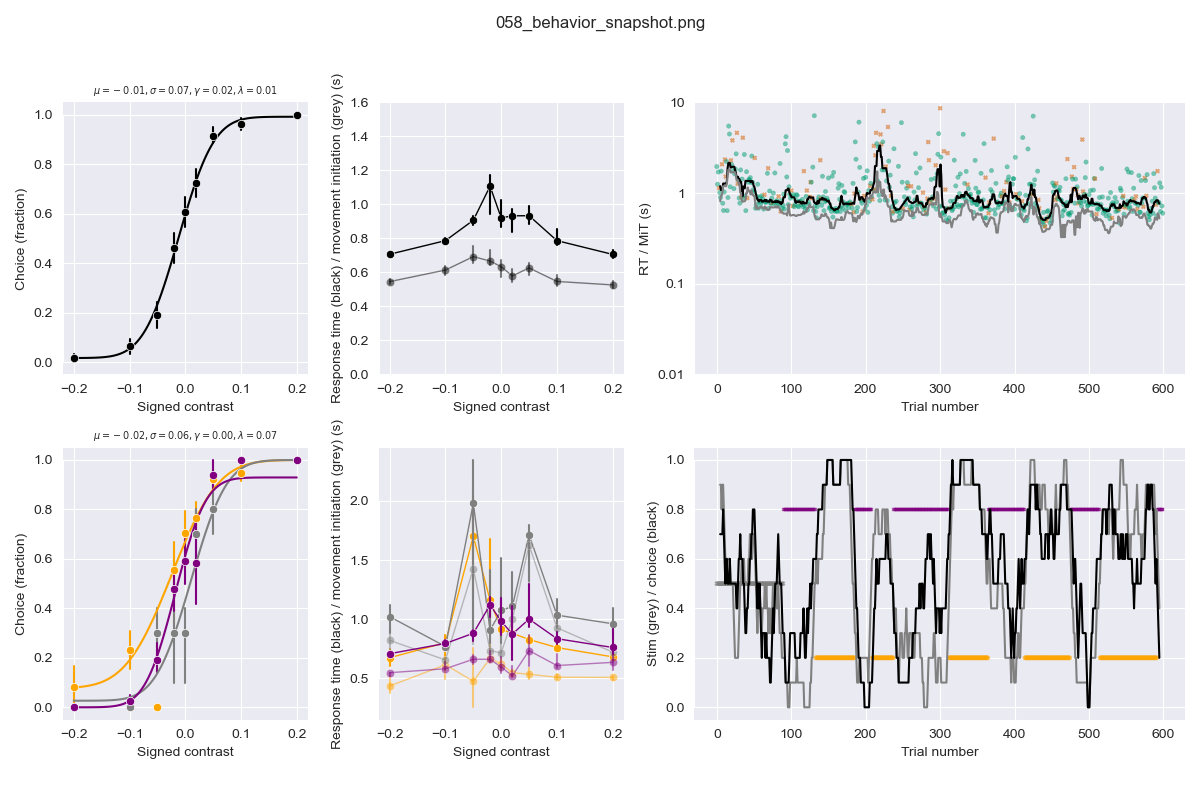 058_behavior_snapshot.png
μ = − 0.01, σ = 0.07, γ = 0.02, λ = 0.01
Choice (fraction)
1.0
0.8
0.6
0.4
0.2
0.0
−0.2 −0.1 0.0 0.1 0.2
Signed contrast
Response time (black) / movement initiation (grey) (s)
1.6
1.4
1.2
1.0
0.8
0.6
0.4
0.2
0.0
−0.2 −0.1 0.0 0.1 0.2
Signed contrast
RT / MiT (s)
10
1
0.1
0.01
0 100 200 300 400 500 600
Trial number
μ = − 0.02, σ = 0.06, γ = 0.00, λ = 0.07
Choice (fraction)
1.0
0.8
0.6
0.4
0.2
0.0
−0.2 −0.1 0.0 0.1 0.2
Signed contrast
Response time (black) / movement initiation (grey) (s)
2.0
1.5
1.0
0.5
−0.2 −0.1 0.0 0.1 0.2
Signed contrast
Stim (grey) / choice (black)
1.0
0.8
0.6
0.4
0.2
0.0
0 100 200 300 400 500 600
Trial number